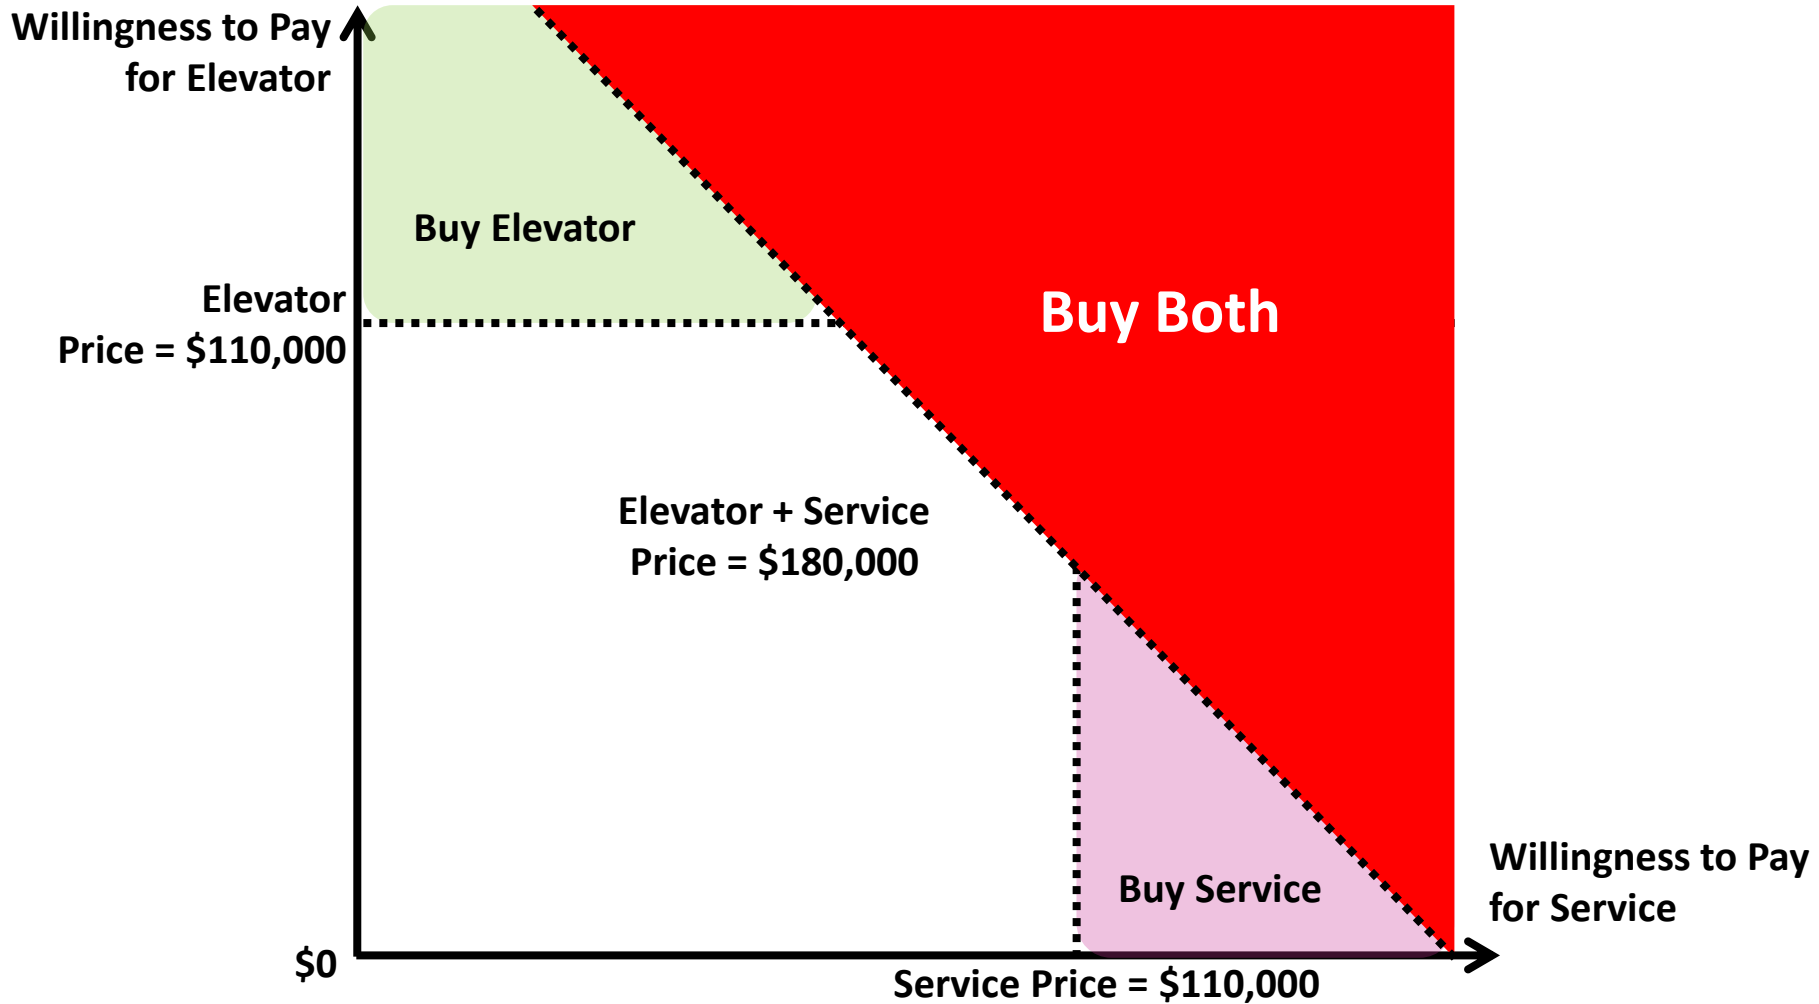 Willingness to Pay
for Elevator
Buy Elevator
Elevator
Price = $110,000
Buy Both
Elevator + Service
Price = $180,000
Willingness to Pay
for Service
Buy Service
$0
Service Price = $110,000